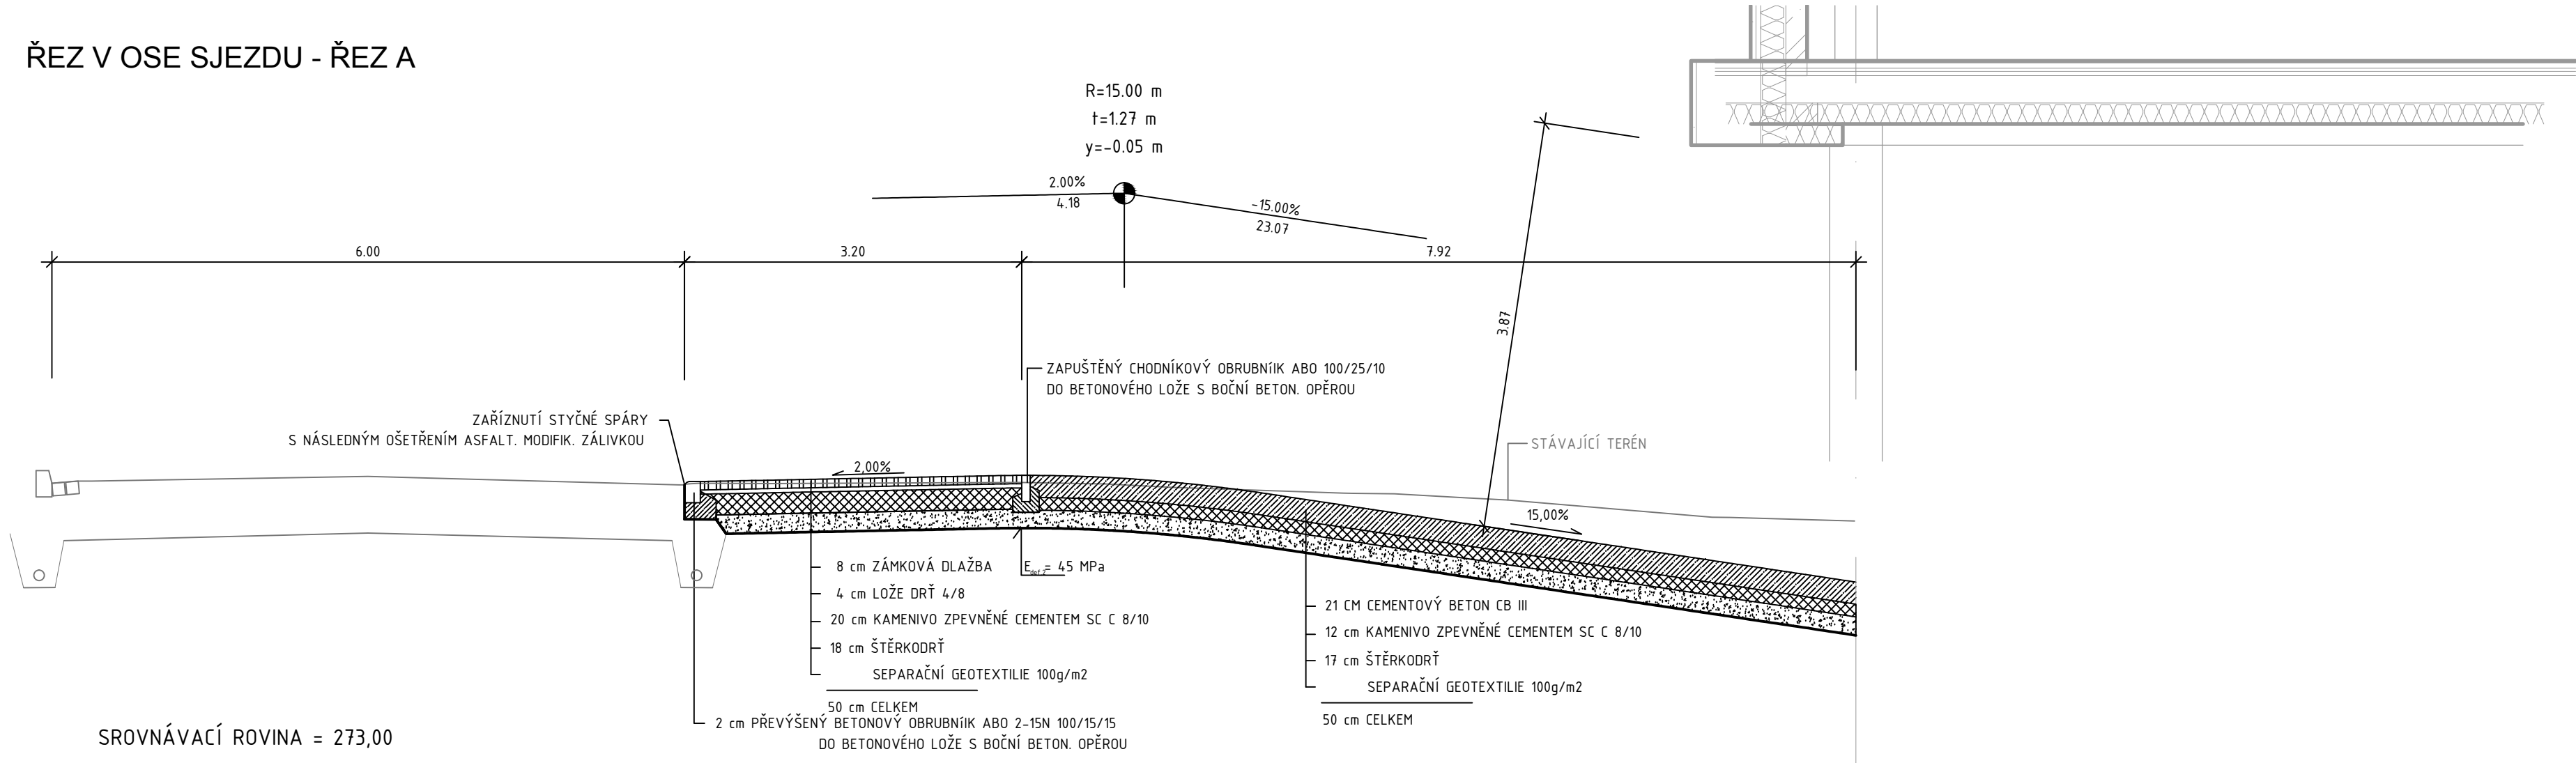 ŘEZ V OSE SJEZDU - ŘEZ A
R=15.00 m
t=1.27 m
y=-0.05 m
2.00%
4.18
-15.00%
23.07
6.00
3.20
7.92
3.87
ZAPUŠTĚNÝ CHODNÍKOVÝ OBRUBNíIK ABO 100/25/10
DO BETONOVÉHO LOŽE S BOČNÍ BETON. OPĚROU
ZAŘÍZNUTÍ STYČNÉ SPÁRY
S NÁSLEDNÝM OŠETŘENÍM ASFALT. MODIFIK. ZÁLIVKOU
STÁVAJÍCÍ TERÉN
2,00%
15,00%
8 cm ZÁMKOVÁ DLAŽBA
4 cm LOŽE DRŤ 4/8
20 cm KAMENIVO ZPEVNĚNÉ CEMENTEM SC C 8/10
18 cm ŠTĚRKODRŤ
SEPARAČNÍ GEOTEXTILIE 100g/m2
50 cm CELKEM
E def,2 = 45 MPa
21 CM CEMENTOVÝ BETON CB III
12 cm KAMENIVO ZPEVNĚNÉ CEMENTEM SC C 8/10
17 cm ŠTĚRKODRŤ
SEPARAČNÍ GEOTEXTILIE 100g/m2
50 cm CELKEM
2 cm PŘEVÝŠENÝ BETONOVÝ OBRUBNíIK ABO 2-15N 100/15/15
DO BETONOVÉHO LOŽE S BOČNÍ BETON. OPĚROU
SROVNÁVACÍ ROVINA = 273,00